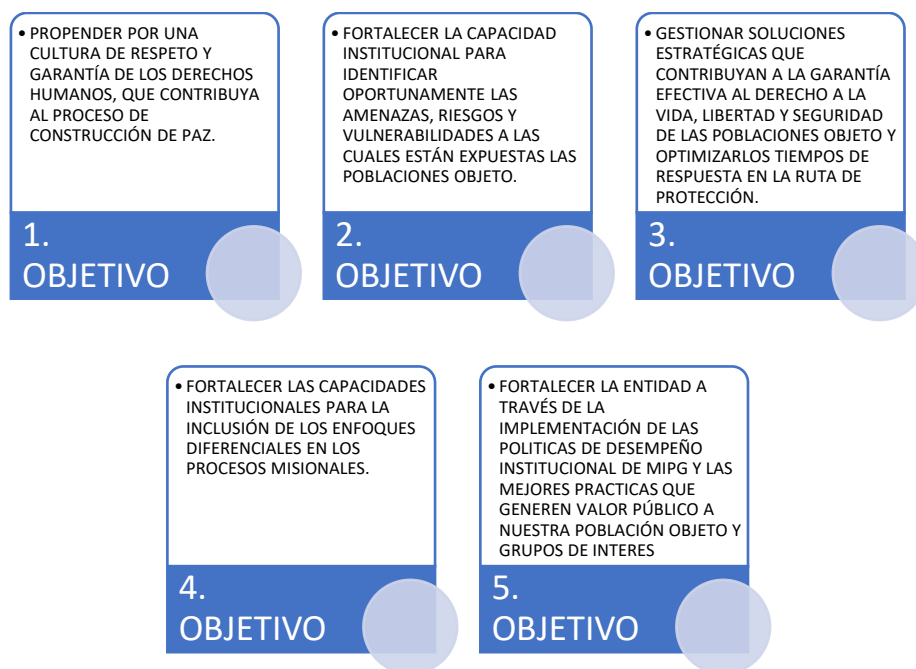 • PROPENDER POR UNA
CULTURA DE RESPETO Y
GARANTÍA DE LOS DERECHOS
HUMANOS, QUE CONTRIBUYA
AL PROCESO DE
CONSTRUCCIÓN DE PAZ.
1.
OBJETIVO
• FORTALECER LA CAPACIDAD
INSTITUCIONAL PARA
IDENTIFICAR
OPORTUNAMENTE LAS
AMENAZAS, RIESGOS Y
VULNERABILIDADES A LAS
CUALES ESTÁN EXPUESTAS LAS
POBLACIONES OBJETO.
2.
OBJETIVO
• GESTIONAR SOLUCIONES
ESTRATÉGICAS QUE
CONTRIBUYAN A LA GARANTÍA
EFECTIVA AL DERECHO A LA
VIDA, LIBERTAD Y SEGURIDAD
DE LAS POBLACIONES OBJETO Y
OPTIMIZARLOS TIEMPOS DE
RESPUESTA EN LA RUTA DE
PROTECCIÓN.
3.
OBJETIVO
• FORTALECER LAS CAPACIDADES
INSTITUCIONALES PARA LA
INCLUSIÓN DE LOS ENFOQUES
DIFERENCIALES EN LOS
PROCESOS MISIONALES.
4.
OBJETIVO
• FORTALECER LA ENTIDAD A
TRAVÉS DE LA
IMPLEMENTACIÓN DE LAS
POLITICAS DE DESEMPEÑO
INSTITUCIONAL DE MIPG Y LAS
MEJORES PRACTICAS QUE
GENEREN VALOR PÚBLICO A
NUESTRA POBLACIÓN OBJETO Y
GRUPOS DE INTERES
5.
OBJETIVO